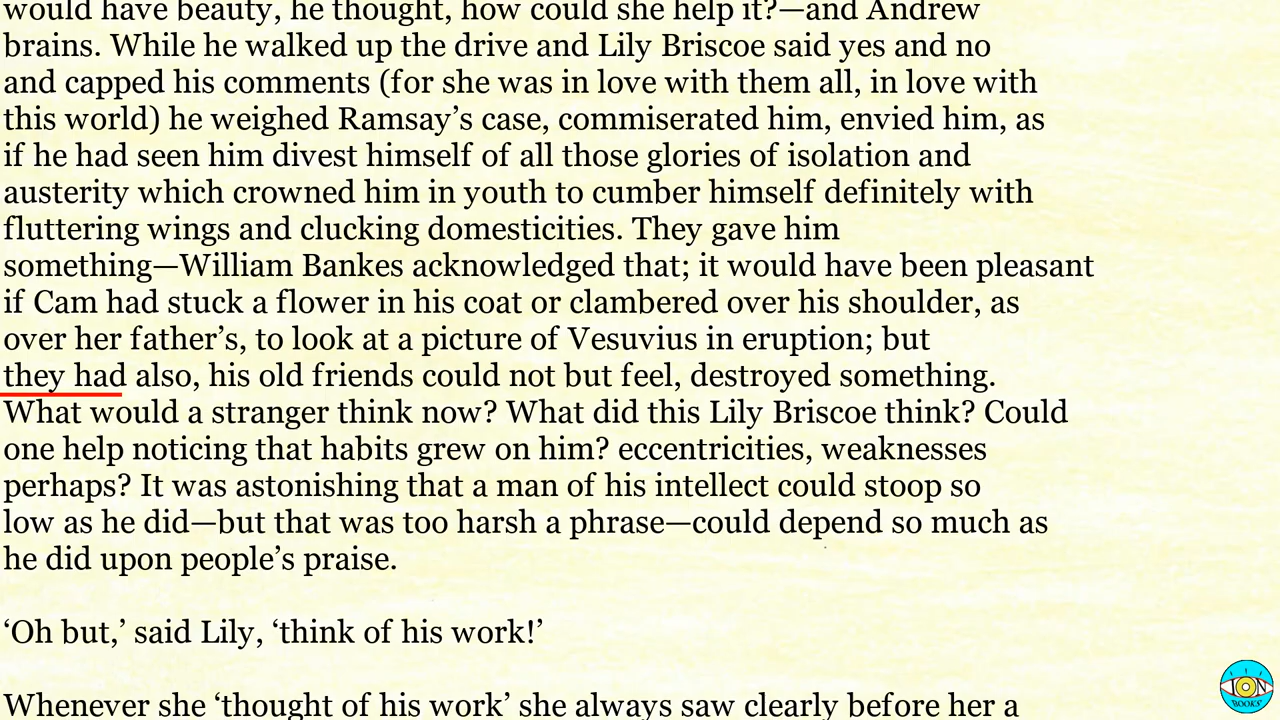 would have beauty, he thought, how could she help it?—and Andrew
brains. While he walked up the drive and Lily Briscoe said yes and no
and capped his comments (for she was in love with them all, in love with
this world) he weighed Ramsay’s case, commiserated him, envied him, as
if he had seen him divest himself of all those glories of isolation and
austerity which crowned him in youth to cumber himself definitely with
fluttering wings and clucking domesticities. They gave him
something—William Bankes acknowledged that; it would have been pleasant
if Cam had stuck a flower in his coat or clambered over his shoulder, as
over her father’s, to look at a picture of Vesuvius in eruption; but
they had also, his old friends could not but feel, destroyed something.
What would a stranger think now? What did this Lily Briscoe think? Could
one help noticing that habits grew on him? eccentricities, weaknesses
perhaps? It was astonishing that a man of his intellect could stoop so
low as he did—but that was too harsh a phrase—could depend so much as
he did upon people’s praise.
‘Oh but,’ said Lily, ‘think of his work!’
Whenever she ‘thought of his work’ she always saw clearly before her a
ION
BOOKS